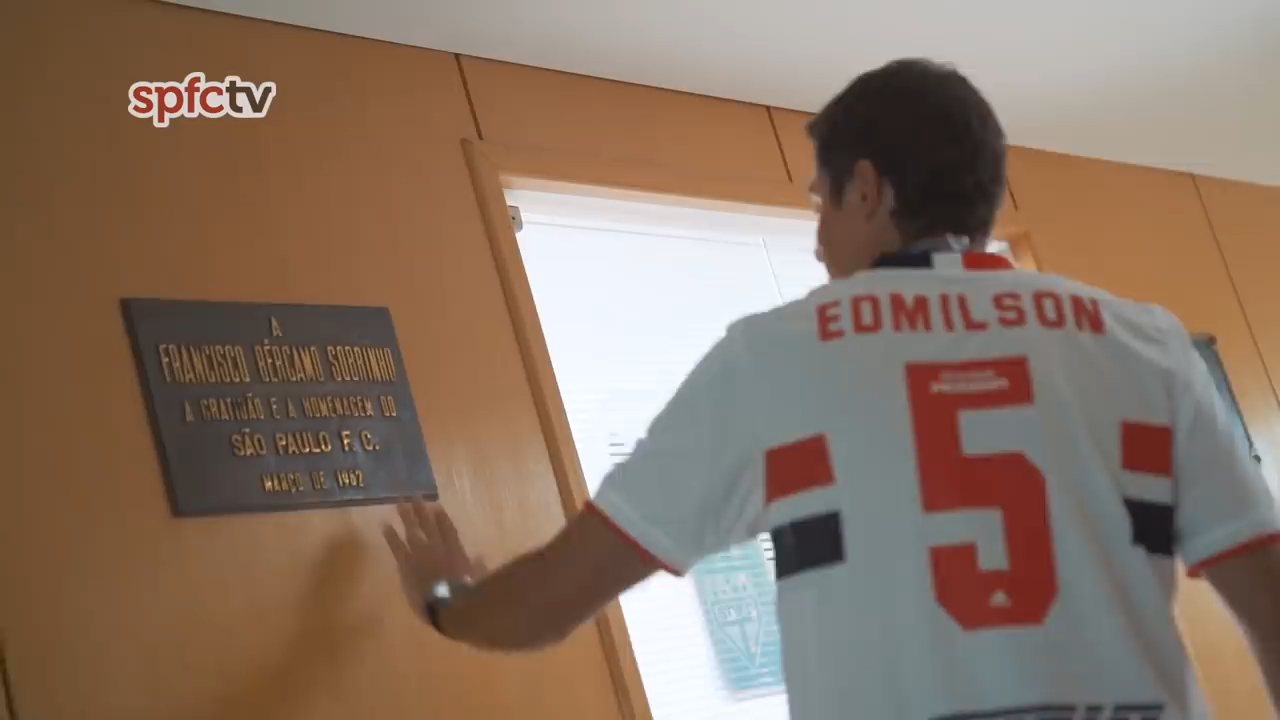 spfctv
A
FRANCISCO BÉRGAMO SOBRINHO
A GRATIDÃO E A HOMENAGEM DO
SÃO PAULO F. C.
MARÇO DE 1962
EDMILSON
5